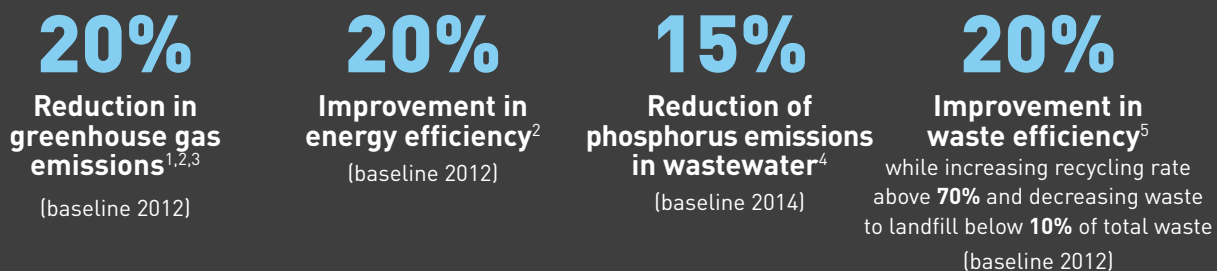 20%
Reduction in
greenhouse gas
emissions1,2,3
(baseline 2012)
20%
Improvement in
energy efficiency2
(baseline 2012)
15%
Reduction of
phosphorus emissions
in wastewater4
(baseline 2014)
20%
Improvement in
waste efficiency5
while increasing recycling rate
above 70% and decreasing waste
to landfill below 10% of total waste
(baseline 2012)